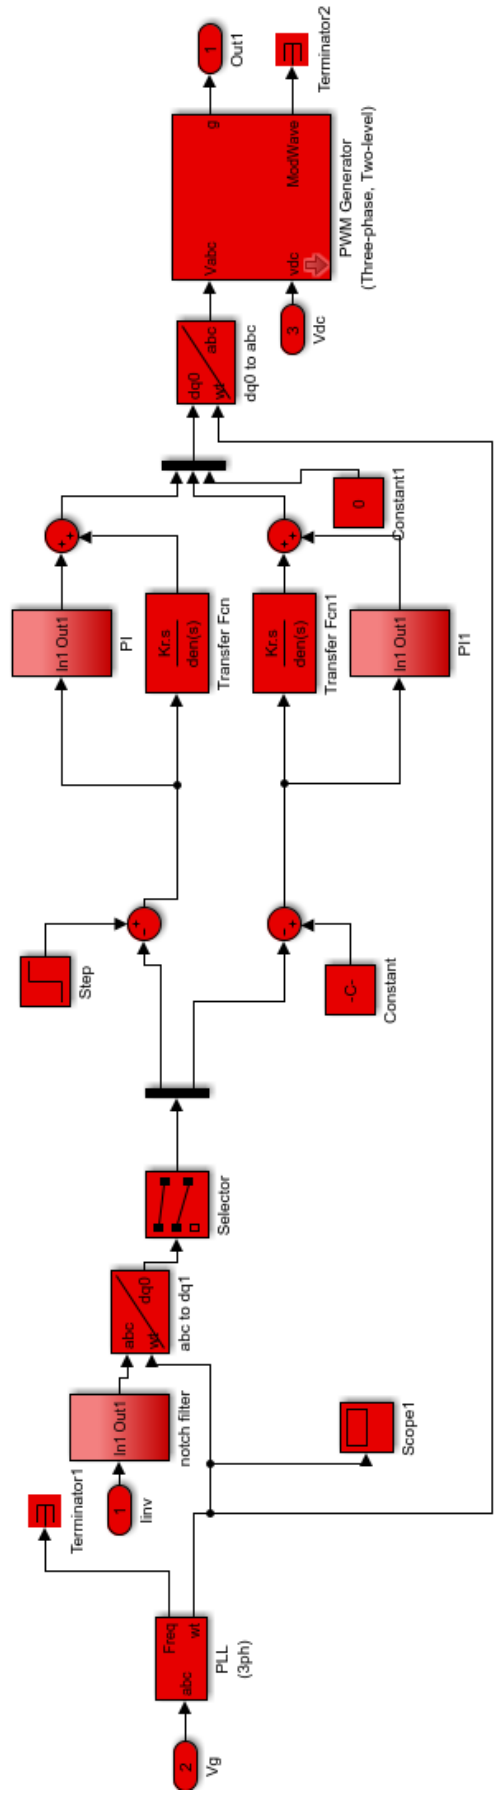 2
Vg
abc
Freq
wt
PLL
(3ph)
Terminator1
1
Iinv
In1 Out1
notch filter
abc
dq0
wt
abc to dq1
Scope1
Selector
Step
-C-
Constant
+
-
-
+
In1 Out1
PI
Kr.s
den(s)
Transfer Fcn
Kr.s
den(s)
Transfer Fcn1
In1 Out1
PI1
+
+
+
+
0
Constant1
dq0
abc
wt
dq0 to abc
3
Vdc
Vabc
g
vdc
ModWave
PWM Generator
(Three-phase, Two-level)
1
Out1
Terminator2